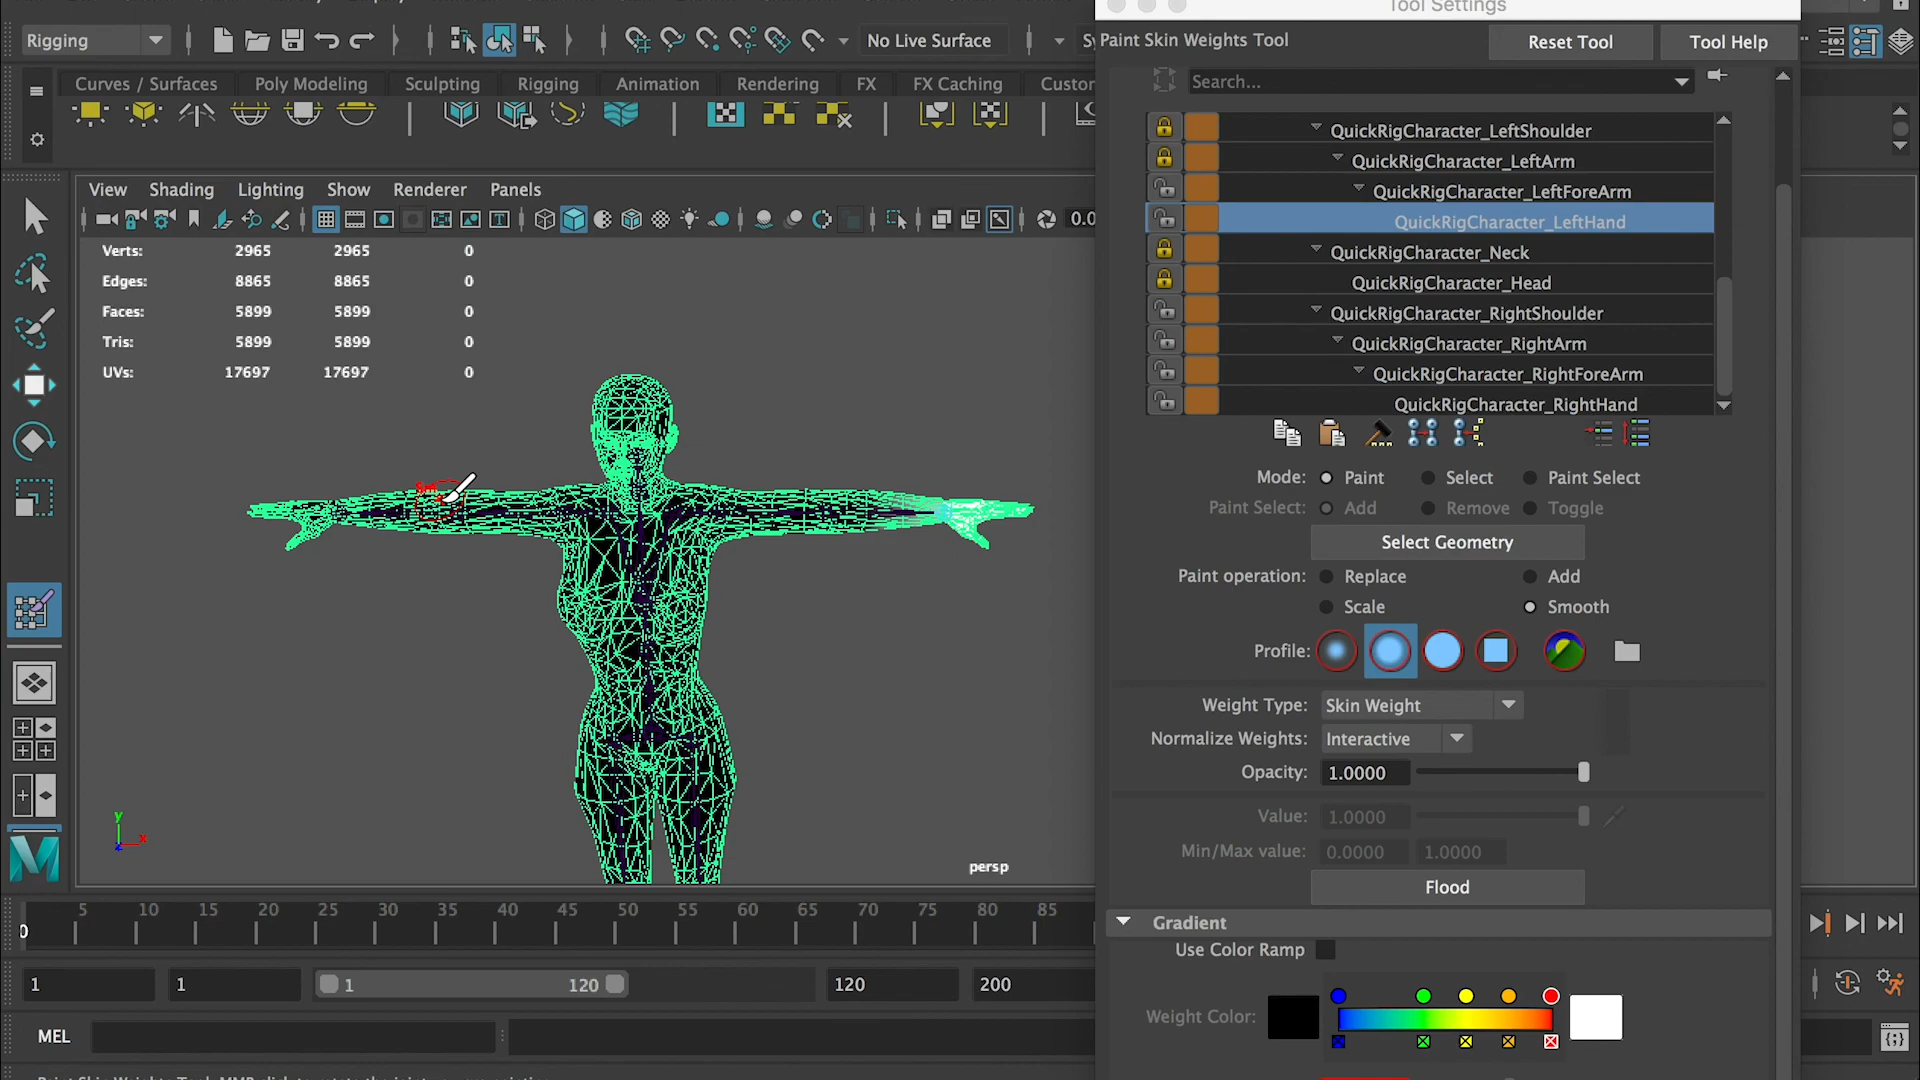 Tool Settings
Rigging
No Live Surface
Paint Skin Weights Tool
Reset Tool
Tool Help
Curves / Surfaces
Poly Modeling
Sculpting
Rigging
Animation
Rendering
FX
FX Caching
Custo
Search...
QuickRigCharacter_LeftShoulder
QuickRigCharacter_LeftArm
QuickRigCharacter_LeftForeArm
QuickRigCharacter_LeftHand
QuickRigCharacter_Neck
QuickRigCharacter_Head
QuickRigCharacter_RightShoulder
QuickRigCharacter_RightArm
QuickRigCharacter_RightForeArm
QuickRigCharacter_RightHand
View Shading Lighting Show Renderer Panels
0.0
Verts: 2965 2965 0
Edges: 8865 8865 0
Faces: 5899 5899 0
Tris: 5899 5899 0
UVs: 17697 17697 0
Mode: Paint Select Paint Select
Paint Select: Add Remove Toggle
Select Geometry
Paint operation: Replace Add
Scale Smooth
Profile:
Weight Type: Skin Weight
Normalize Weights: Interactive
Opacity: 1.0000
Value: 1.0000
Min/Max value: 0.0000 1.0000
Flood
Gradient
Use Color Ramp
Weight Color:
y
x
z
persp
5 10 15 20 25 30 35 40 45 50 55 60 65 70 75 80 85
0
1 1 1 120 120 200
MEL